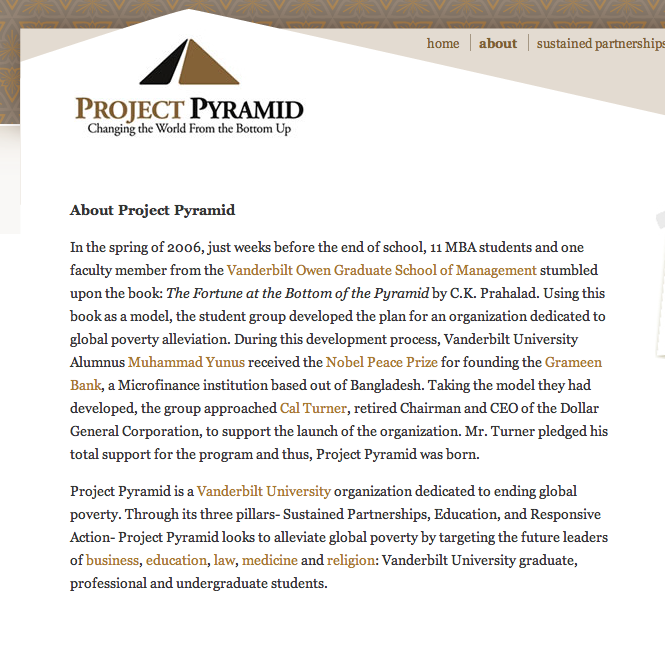 home | about | sustained partnerships
PROJECT PYRAMID
Changing the World From the Bottom Up
About Project Pyramid
In the spring of 2006, just weeks before the end of school, 11 MBA students and one
faculty member from the Vanderbilt Owen Graduate School of Management stumbled
upon the book: The Fortune at the Bottom of the Pyramid by C.K. Prahalad. Using this
book as a model, the student group developed the plan for an organization dedicated to
global poverty alleviation. During this development process, Vanderbilt University
Alumnus Muhammad Yunus received the Nobel Peace Prize for founding the Grameen
Bank, a Microfinance institution based out of Bangladesh. Taking the model they had
developed, the group approached Cal Turner, retired Chairman and CEO of the Dollar
General Corporation, to support the launch of the organization. Mr. Turner pledged his
total support for the program and thus, Project Pyramid was born.
Project Pyramid is a Vanderbilt University organization dedicated to ending global
poverty. Through its three pillars- Sustained Partnerships, Education, and Responsive
Action- Project Pyramid looks to alleviate global poverty by targeting the future leaders
of business, education, law, medicine and religion: Vanderbilt University graduate,
professional and undergraduate students.